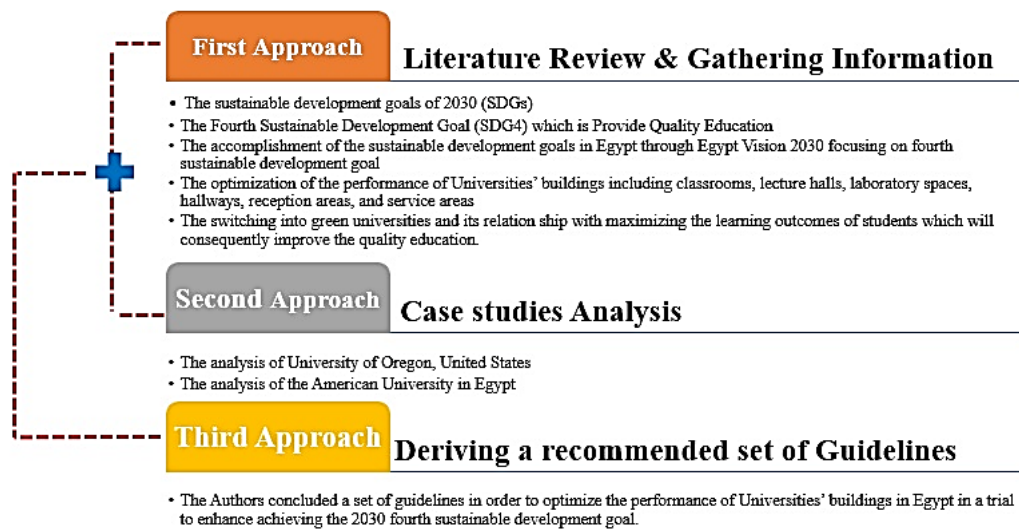 First Approach
Literature Review & Gathering Information
• The sustainable development goals of 2030 (SDGs)
• The Fourth Sustainable Development Goal (SDG4) which is Provide Quality Education
• The accomplishment of the sustainable development goals in Egypt through Egypt Vision 2030 focusing on fourth
sustainable development goal
• The optimization of the performance of Universities' buildings including classrooms, lecture halls, laboratory spaces,
hallways, reception areas, and service areas
• The switching into green universities and its relation ship with maximizing the learning outcomes of students which will
consequently improve the quality education.
Second Approach
Case studies Analysis
• The analysis of University of Oregon, United States
• The analysis of the American University in Egypt
Third Approach
Deriving a recommended set of Guidelines
• The Authors concluded a set of guidelines in order to optimize the performance of Universities' buildings in Egypt in a trial
to enhance achieving the 2030 fourth sustainable development goal.